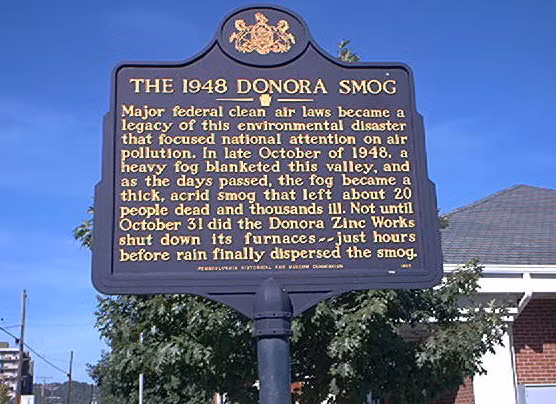 THE 1948 DONORA SMOG
Major federal clean air laws became a
legacy of this environmental disaster
that focused national attention on air
pollution. In late October of 1948, a
heavy fog blanketed this valley, and
as the days passed, the fog became a
thick, acrid smog that left about 20
people dead and thousands ill. Not until
October 31 did the Donora Zinc Works
shut down its furnaces--just hours
before rain finally dispersed the smog.
PENNSYLVANIA HISTORICAL AND MUSEUM COMMISSION